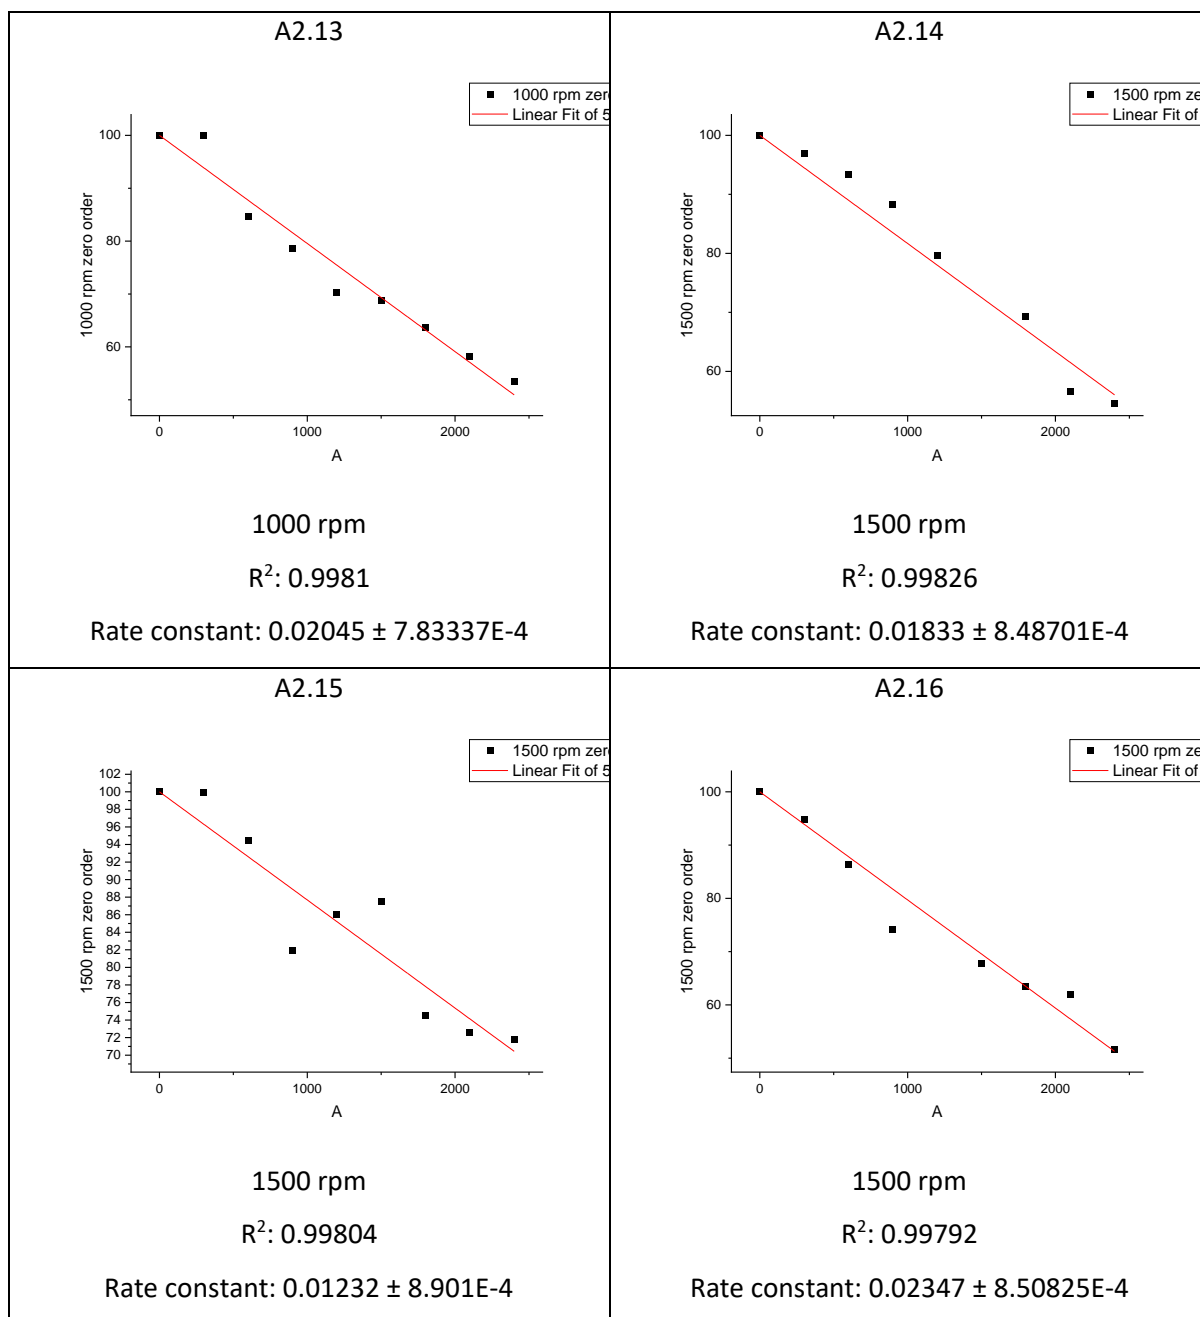 A2.13
1000 rpm zero
Linear Fit of 5
100
80
60
1000 rpm zero order
0
1000
2000
A
1000 rpm
R²: 0.9981
Rate constant: 0.02045 ± 7.83337E-4
A2.14
1500 rpm ze
Linear Fit of
100
80
60
1500 rpm zero order
0
1000
2000
A
1500 rpm
R²: 0.99826
Rate constant: 0.01833 ± 8.48701E-4
A2.15
1500 rpm zer
Linear Fit of 5
102
100
98
96
94
92
90
88
86
84
82
80
78
76
74
72
70
1500 rpm zero order
0
1000
2000
A
1500 rpm
R²: 0.99804
Rate constant: 0.01232 ± 8.901E-4
A2.16
1500 rpm ze
Linear Fit of
100
80
60
1500 rpm zero order
0
1000
2000
A
1500 rpm
R²: 0.99792
Rate constant: 0.02347 ± 8.50825E-4